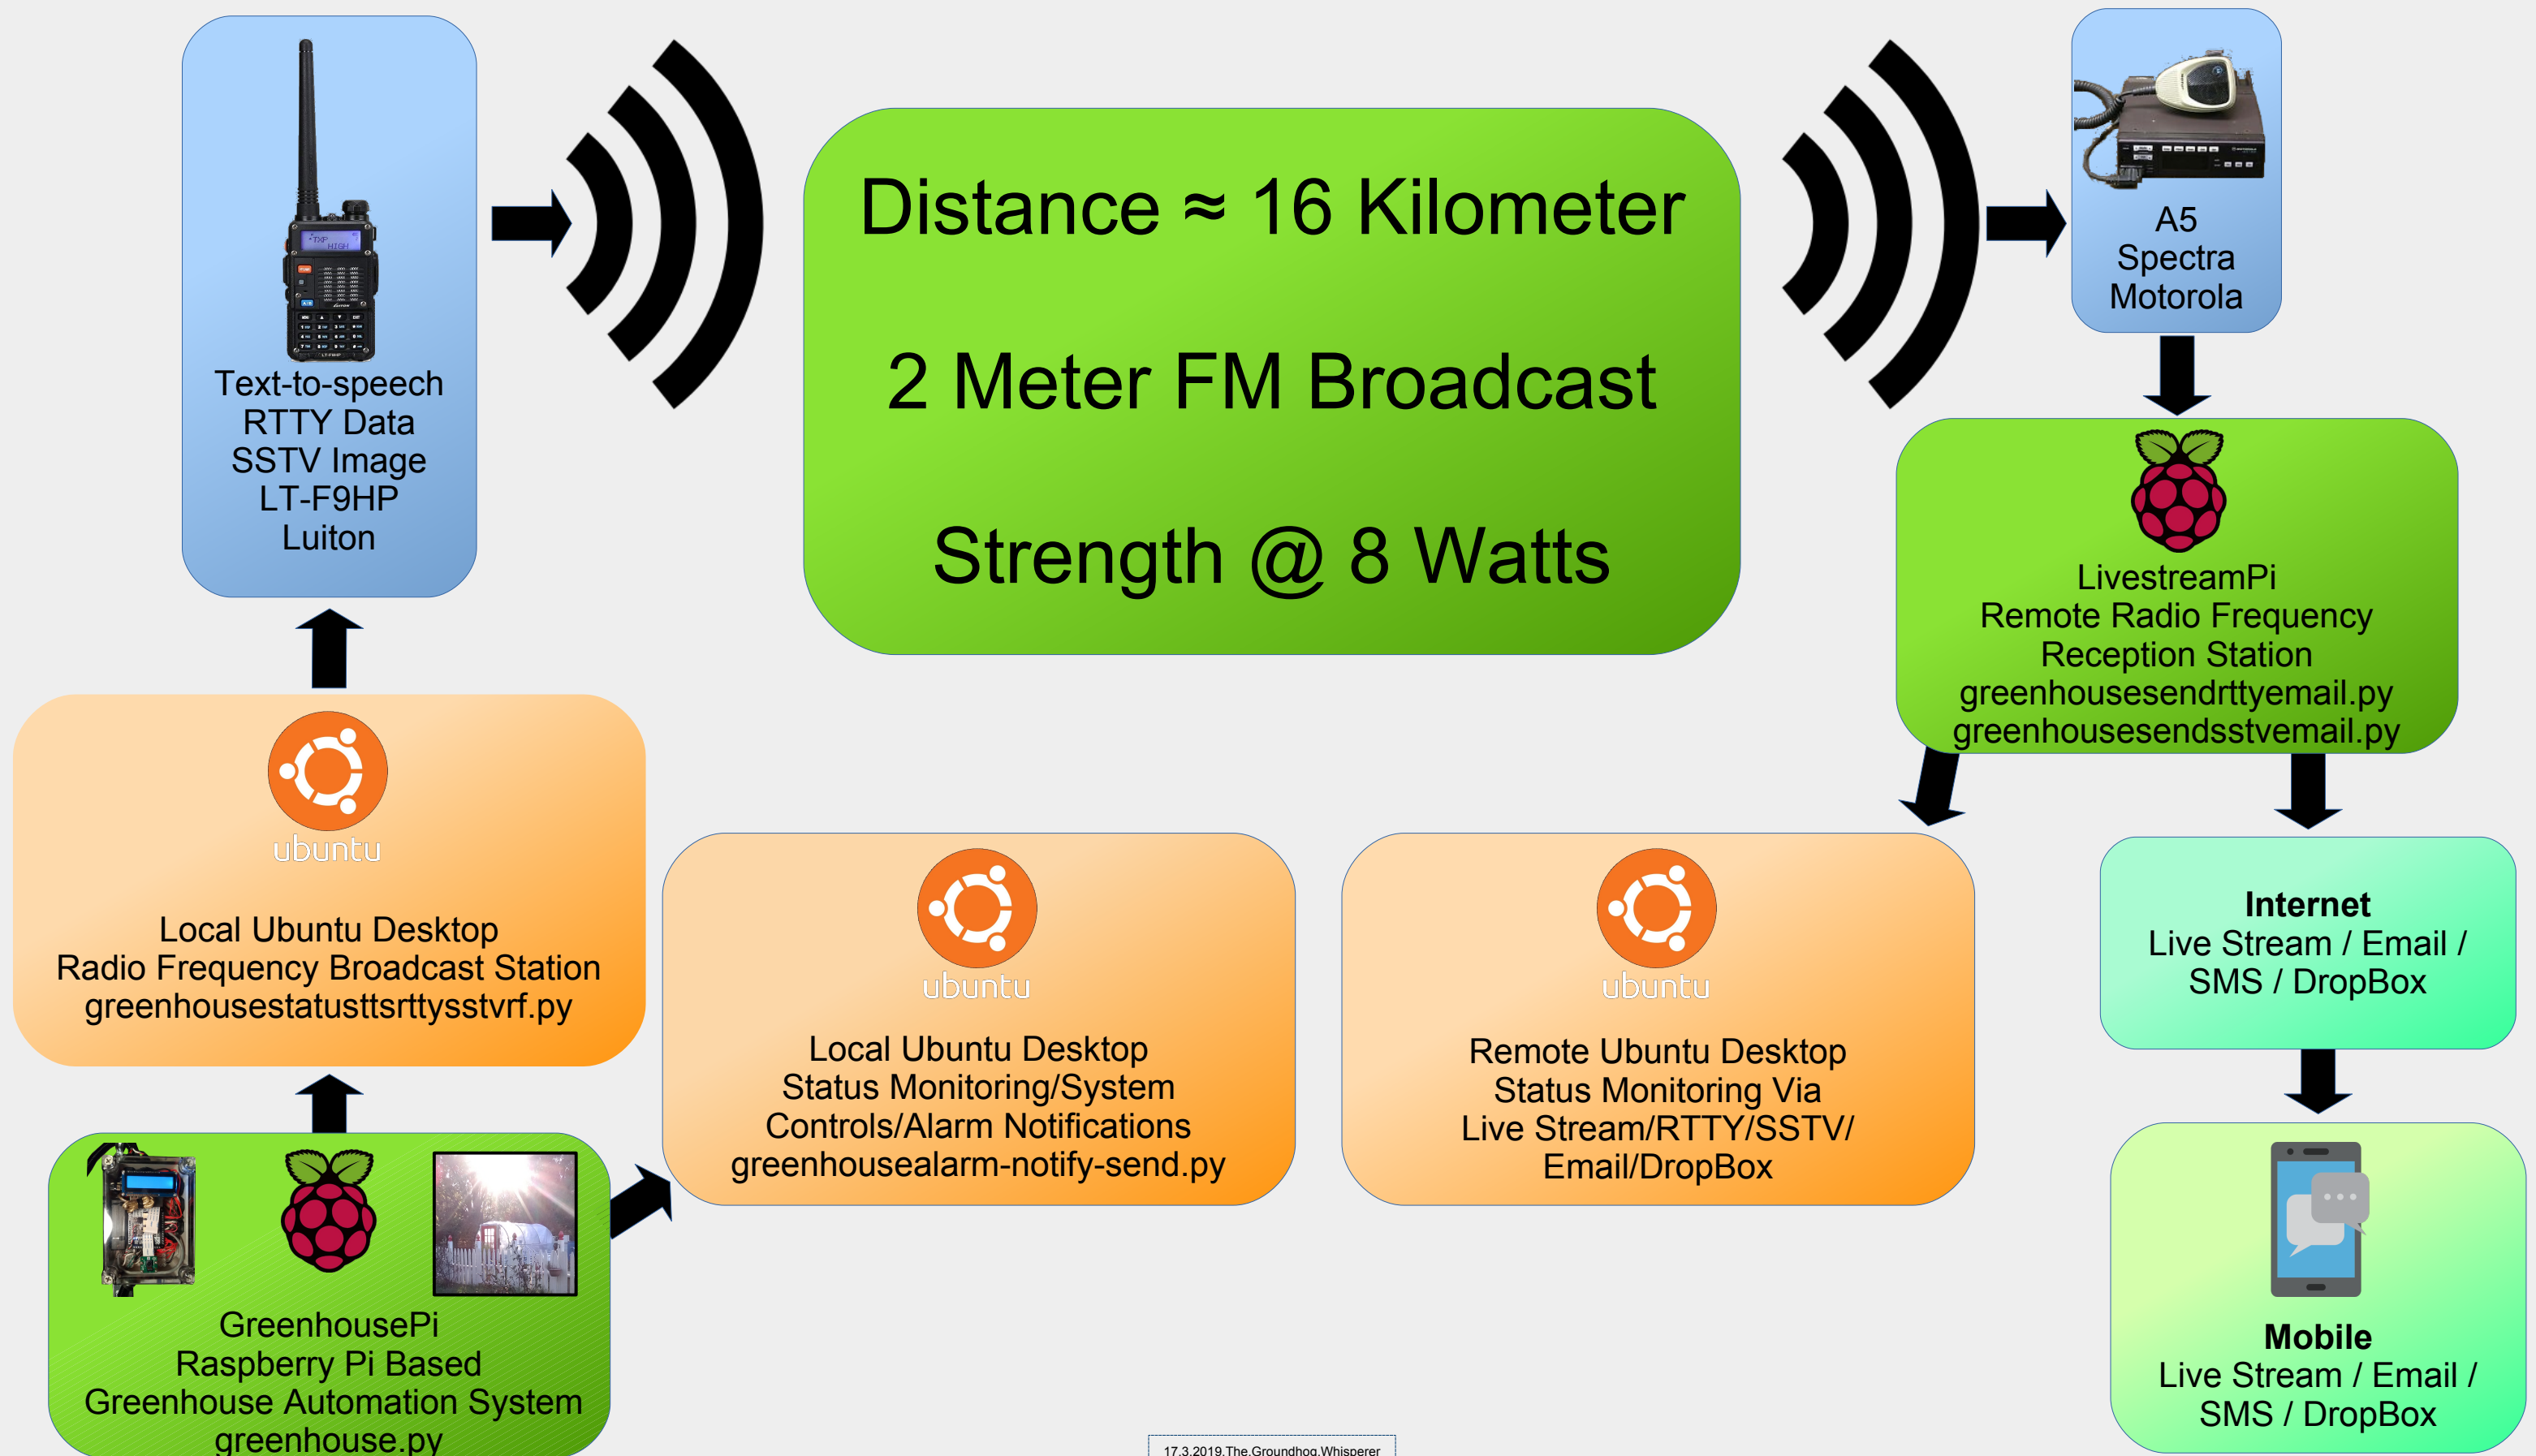 *TXP
HIGH
LT-F9HP
Text-to-speech
RTTY Data
SSTV Image
LT-F9HP
Luiton
Distance ≈ 16 Kilometer
2 Meter FM Broadcast
Strength @ 8 Watts
A5
Spectra
Motorola
LivestreamPi
Remote Radio Frequency
Reception Station
greenhousesendrttyemail.py
greenhousesendsstvemail.py
ubuntu
Local Ubuntu Desktop
Radio Frequency Broadcast Station
greenhousestatusttsrttysstvrf.py
ubuntu
Local Ubuntu Desktop
Status Monitoring/System
Controls/Alarm Notifications
greenhousealarm-notify-send.py
ubuntu
Remote Ubuntu Desktop
Status Monitoring Via
Live Stream/RTTY/SSTV/
Email/DropBox
Internet
Live Stream / Email /
SMS / DropBox
GreenhousePi
Raspberry Pi Based
Greenhouse Automation System
greenhouse.py
Mobile
Live Stream / Email /
SMS / DropBox
17.3.2019.The.Groundhog.Whisperer